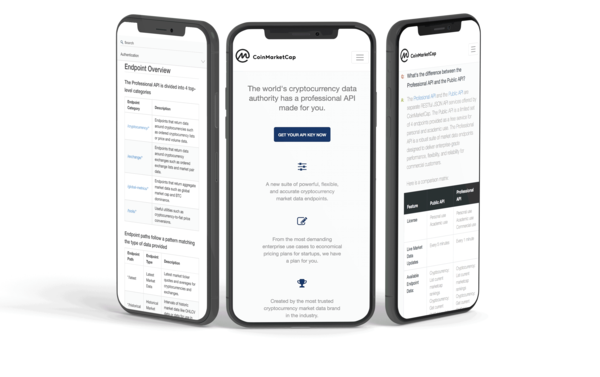 Search
Authentication
Endpoint Overview
The Professional API is divided into 4 top-
level categories
Endpoint
Category
Description
/cryptocurrency/*
Endpoints that return data
around cryptocurrencies such
as ordered cryptocurrency lists
or price and volume data.
/exchange/*
Endpoints that return data
around cryptocurrency
exchanges such as ordered
exchange lists and market pair
data.
/global-metrics/*
Endpoints that return aggregate
market data such as global
market cap and BTC
dominance.
/tools/*
Useful utilities such as
cryptocurrency to fiat price
conversions.
Endpoint paths follow a pattern matching
the type of data provided
Endpoint
Path
Endpoint
Type
Description
*/latest
Latest
Market
Data
Latest market ticker
quotes and averages for
cryptocurrencies and
exchanges.
*/historical
Historical
Market
Intervals of historic
market data like OHLCV
CoinMarketCap
The world's cryptocurrency data
authority has a professional API
made for you.
GET YOUR API KEY NOW
A new suite of powerful, flexible,
and accurate cryptocurrency
market data endpoints.
From the most demanding
enterprise use cases to economical
pricing plans for startups, we have
a plan for you.
Created by the most trusted
cryptocurrency market data brand
in the industry.
CoinMarketCap
What's the difference between the
Professional API and the Public API?
The Professional API and the Public API are
separate RESTful JSON API services offered by
CoinMarketCap. The Public API is a limited set
of 4 endpoints provided as a free service for
personal and academic use. The Professional
API is a robust suite of market data endpoints
designed to deliver enterprise-grade
performance, flexibility, and reliability for
commercial customers.
Here is a comparison matrix:
Feature
Public API
Professional
API
License
Personal use
Academic use
Personal use
Academic use
Commercial use
Live Market
Data
Updates
Every 5 minutes
Every 1 minute
Available
Endpoint
Data
Cryptocurrency